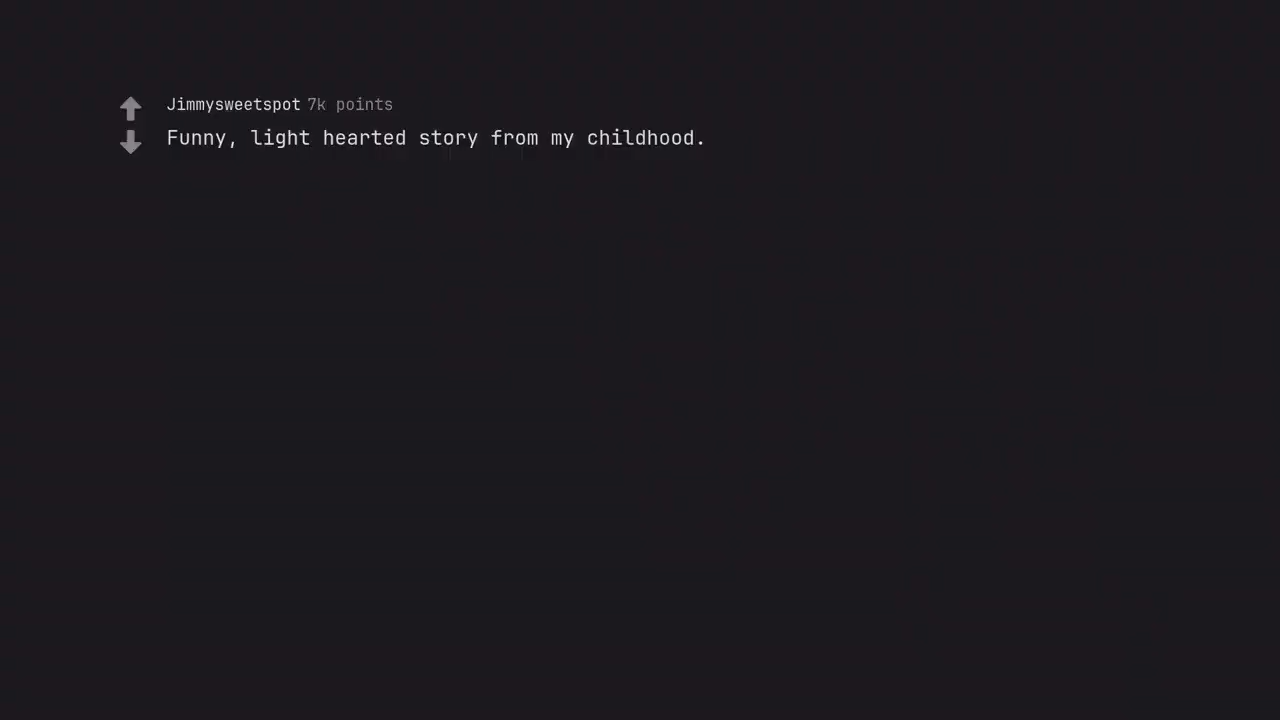 Jimmysweetspot 7k points
Funny, light hearted story from my childhood.